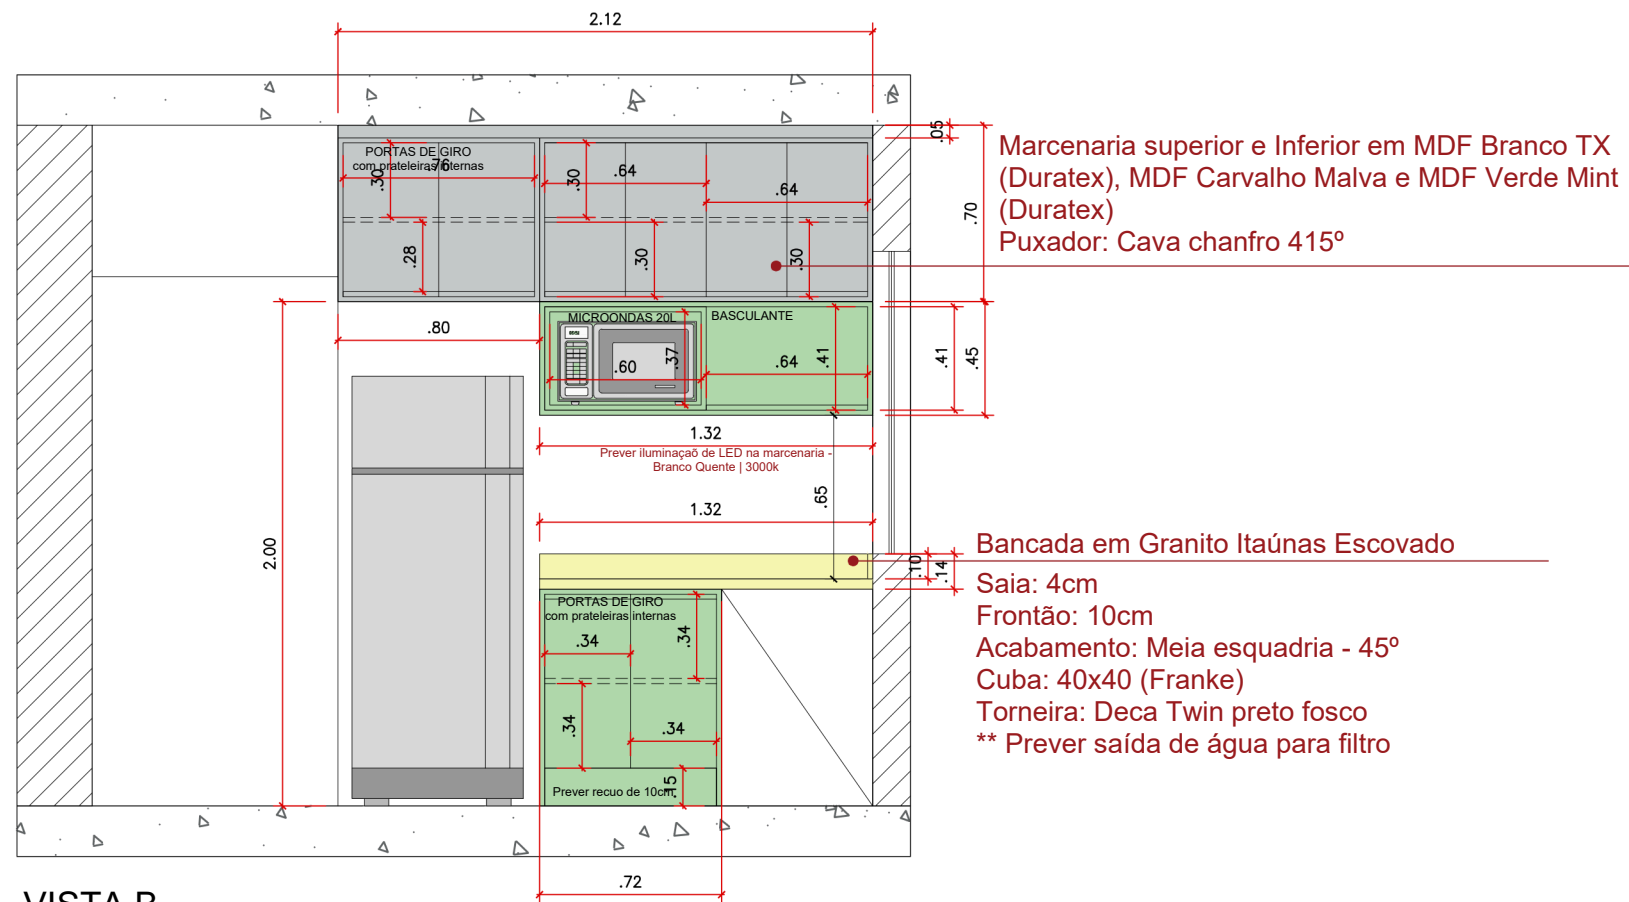 2.12
.05
PORTAS DE GIRO
com prateleiras internas
.76
.30
.30
.64
.64
.28
.30
.30
.70
Marcenaria superior e Inferior em MDF Branco TX
(Duratex), MDF Carvalho Malva e MDF Verde Mint
(Duratex)
Puxador: Cava chanfro 415º
.80
MICROONDAS 20L
BASCULANTE
.37
.60
.64
.41
.41
.45
1.32
Prever iluminaçaõ de LED na marcenaria -
Branco Quente | 3000k
.65
1.32
2.00
.10
.14
Bancada em Granito Itaúnas Escovado
Saia: 4cm
Frontão: 10cm
Acabamento: Meia esquadria - 45º
Cuba: 40x40 (Franke)
Torneira: Deca Twin preto fosco
** Prever saída de água para filtro
PORTAS DE GIRO
com prateleiras internas
.34
.34
.34
.34
.15
Prever recuo de 10cm
.72
VISTA B